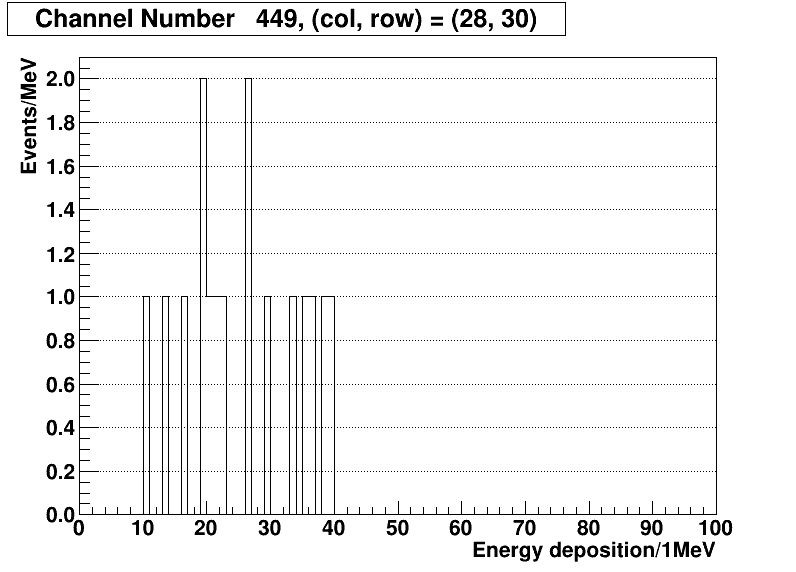 Channel Number   449, (col, row) = (28, 30)
Events/MeV
2.0
1.8
1.6
1.4
1.2
1.0
0.8
0.6
0.4
0.2
0.0
0 10 20 30 40 50 60 70 80 90 100
Energy deposition/1MeV